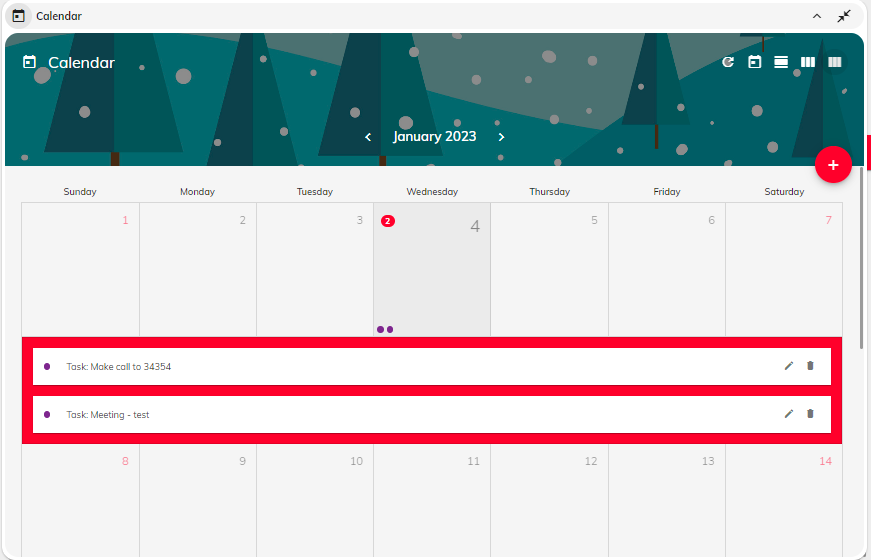 Calendar
Calendar
January 2023
+
Sunday Monday Tuesday Wednesday Thursday Friday Saturday
1 2 3 2 4 5 6 7
Task: Make call to 34354
Task: Meeting - test
8 9 10 11 12 13 14